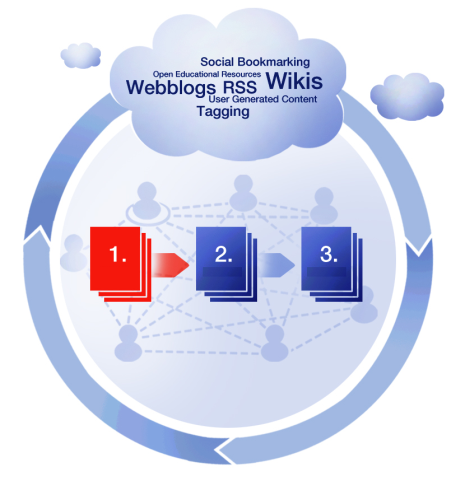 Social Bookmarking
Open Educational Resources Wikis
Webblogs RSS
User Generated Content
Tagging
1. 2. 3.